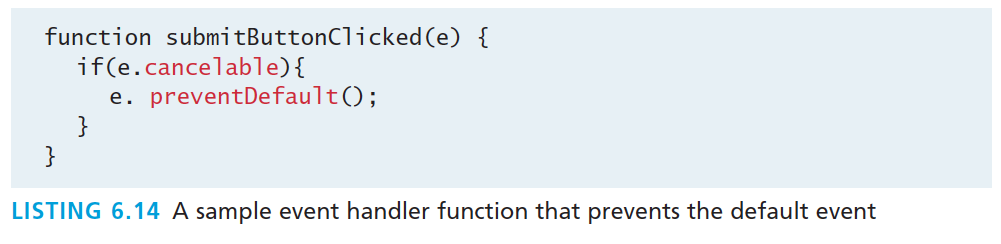 function submitButtonClicked(e) {
if(e.cancelable){
e. preventDefault();
}
}
LISTING 6.14 A sample event handler function that prevents the default event